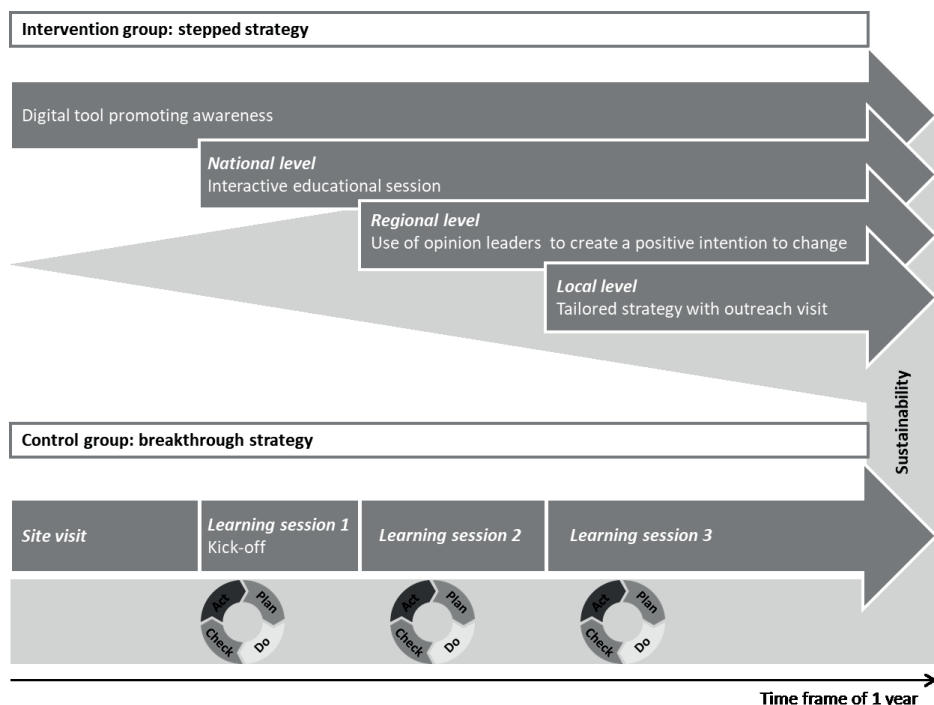 Intervention group: stepped strategy
Digital tool promoting awareness
National level
Interactive educational session
Regional level
Use of opinion leaders to create a positive intention to change
Local level
Tailored strategy with outreach visit
Sustainability
Control group: breakthrough strategy
Site visit
Learning session 1
Kick-off
Learning session 2
Learning session 3
Act
Plan
Check
Do
Act
Plan
Check
Do
Act
Plan
Check
Do
Time frame of 1 year